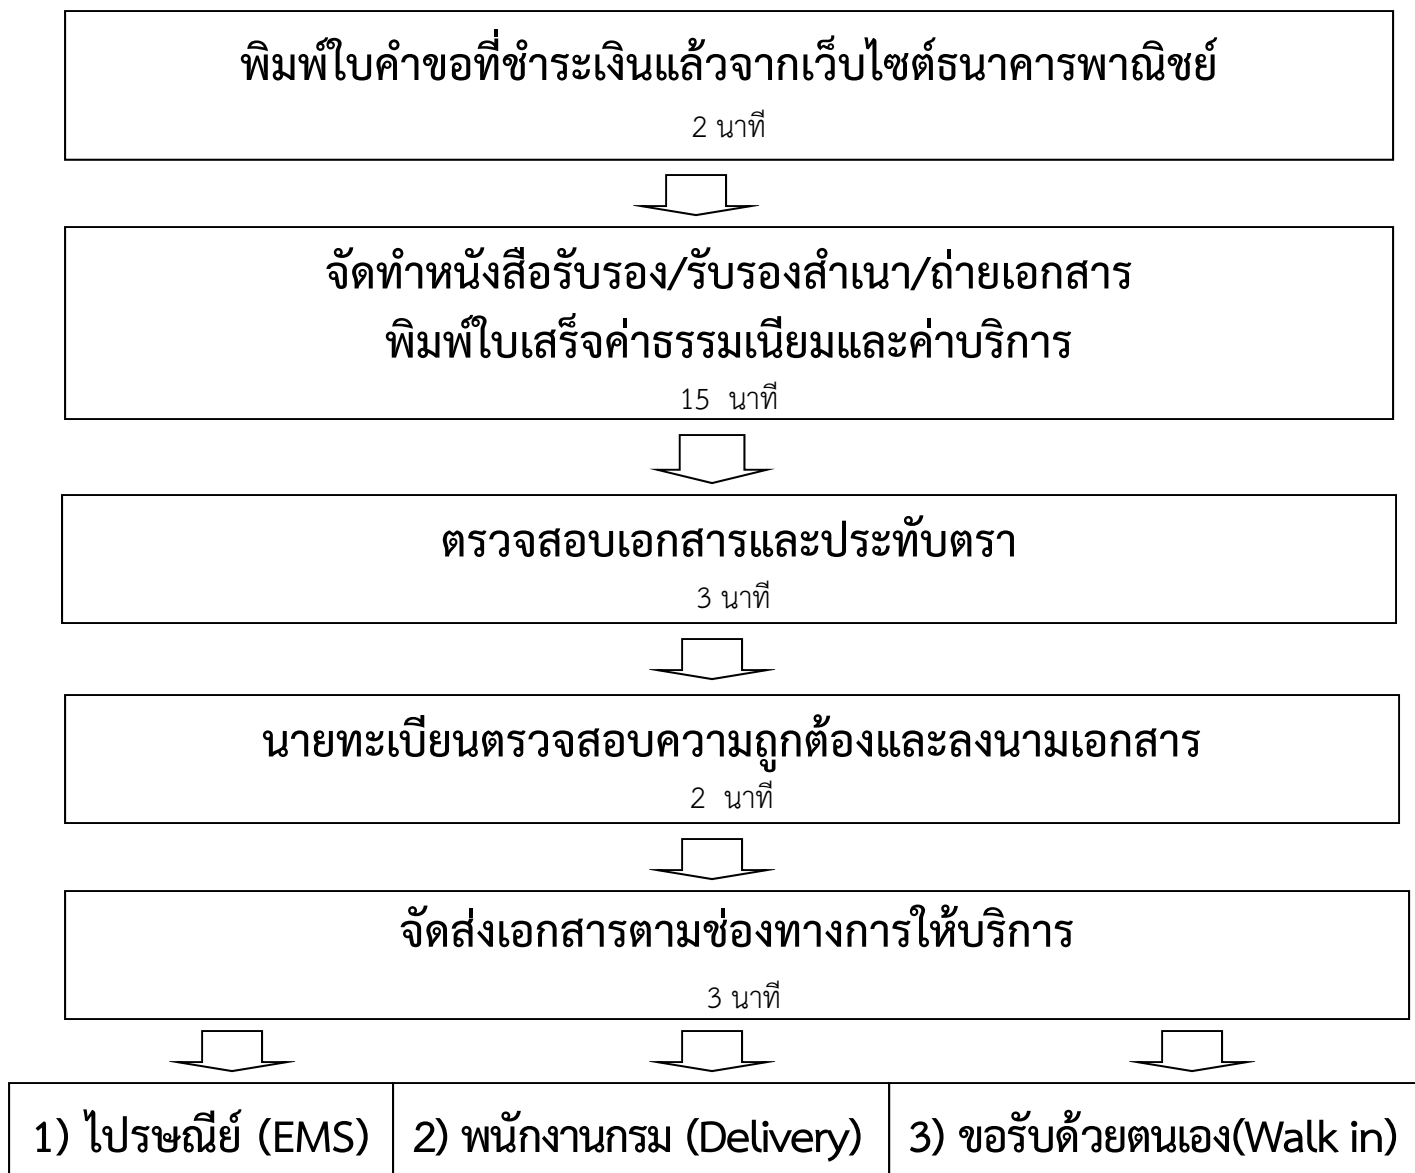 พิมพ์ใบคำขอที่ชำระเงินแล้วจากเว็บไซต์ธนาคารพาณิชย์
2 นาที
จัดทำหนังสือรับรอง/รับรองสำเนา/ถ่ายเอกสาร
พิมพ์ใบเสร็จค่าธรรมเนียมและค่าบริการ
15 นาที
ตรวจสอบเอกสารและประทับตรา
3 นาที
นายทะเบียนตรวจสอบความถูกต้องและลงนามเอกสาร
2 นาที
จัดส่งเอกสารตามช่องทางการให้บริการ
3 นาที
1) ไปรษณีย์ (EMS) 2) พนักงานกรม (Delivery) 3) ขอรับด้วยตนเอง(Walk in)